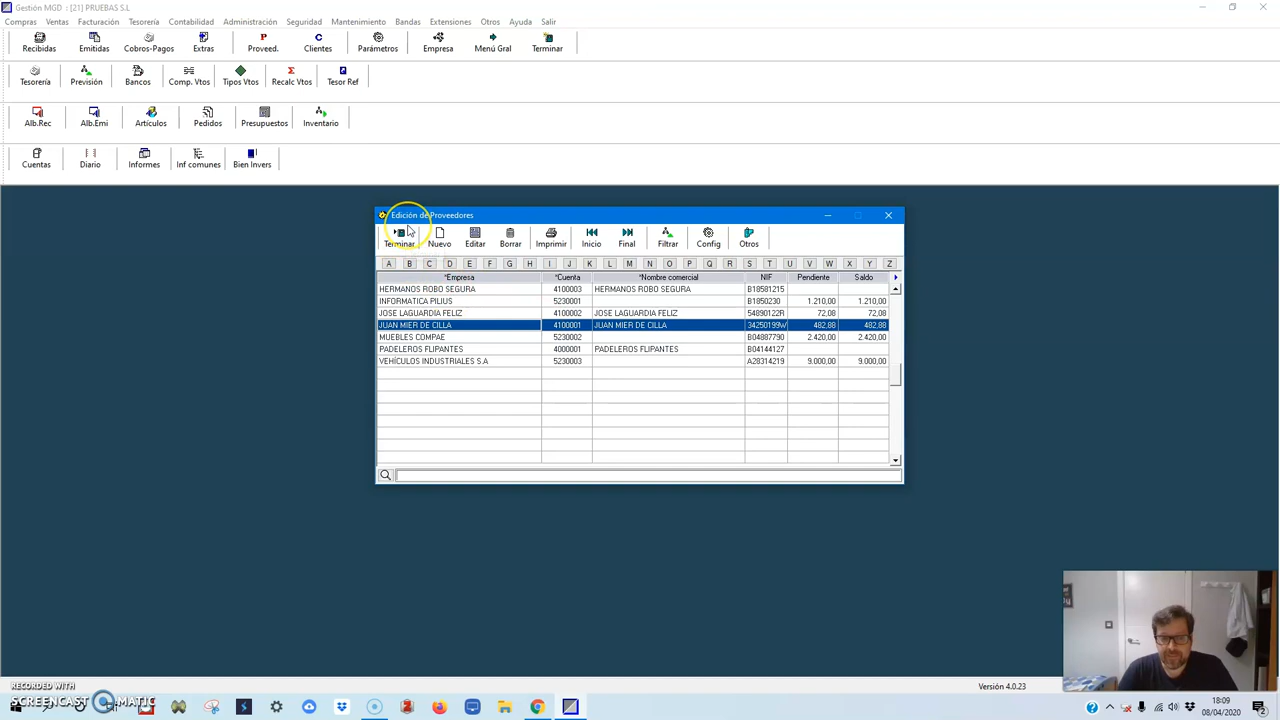 Gestión MGD : [21] PRUEBAS S.L
Compras Ventas Facturación Tesorería Contabilidad Administración Seguridad Mantenimiento Bandas Extensiones Otros Ayuda Salir
Recibidas Emitidas Cobros-Pagos Extras Proveed. Clientes Parámetros Empresa Menú Gral Terminar
Tesorería Previsión Bancos Comp. Vtos Tipos Vtos Recalc Vtos Tesor Ref
Alb.Rec Alb.Emi Artículos Pedidos Presupuestos Inventario
Cuentas Diario Informes Inf comunes Bien Invers
Edición de Proveedores
Terminar Nuevo Editar Borrar Imprimir Inicio Final Filtrar Config Otros
A B C D E F G H I J K L M N O P Q R S T U V W X Y Z
*Empresa *Cuenta *Nombre comercial NIF Pendiente Saldo
HERMANOS ROBO SEGURA 4100003 HERMANOS ROBO SEGURA B18581215
INFORMATICA PILIUS 5230001 B1850230 1.210,00 1.210,00
JOSE LAGUARDIA FELIZ 4100002 JOSE LAGUARDIA FELIZ 54890122R 72,08 72,08
JUAN MIER DE CILLA 4100001 JUAN MIER DE CILLA 34250199W 482,88 482,88
MUEBLES COMPAE 5230002 B04887790 2.420,00 2.420,00
PADELEROS FLIPANTES 4000001 PADELEROS FLIPANTES B04144127
VEHÍCULOS INDUSTRIALES S.A 5230003 A28314219 9.000,00 9.000,00
Versión 4.0.23
RECORDED WITH
SCREENCAST MATIC
18:09
08/04/2020
2